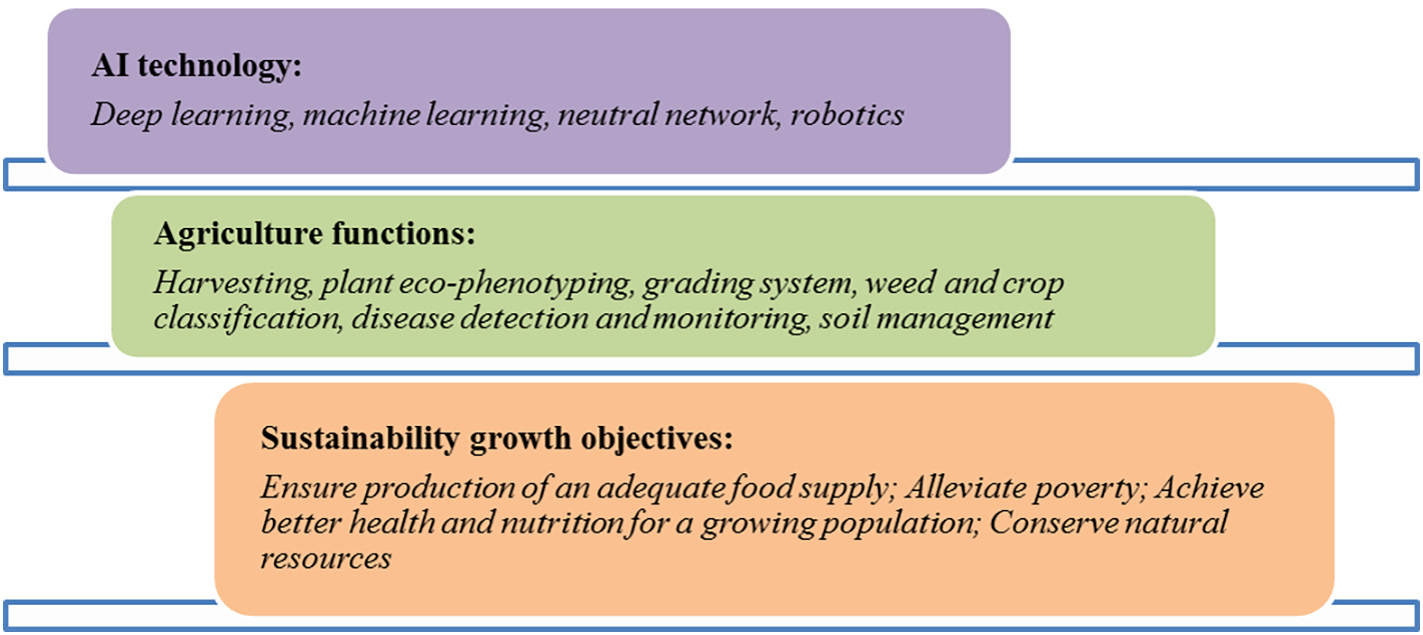 AI technology:
Deep learning, machine learning, neutral network, robotics
Agriculture functions:
Harvesting, plant eco-phenotyping, grading system, weed and crop
classification, disease detection and monitoring, soil management
Sustainability growth objectives:
Ensure production of an adequate food supply; Alleviate poverty; Achieve
better health and nutrition for a growing population; Conserve natural
resources